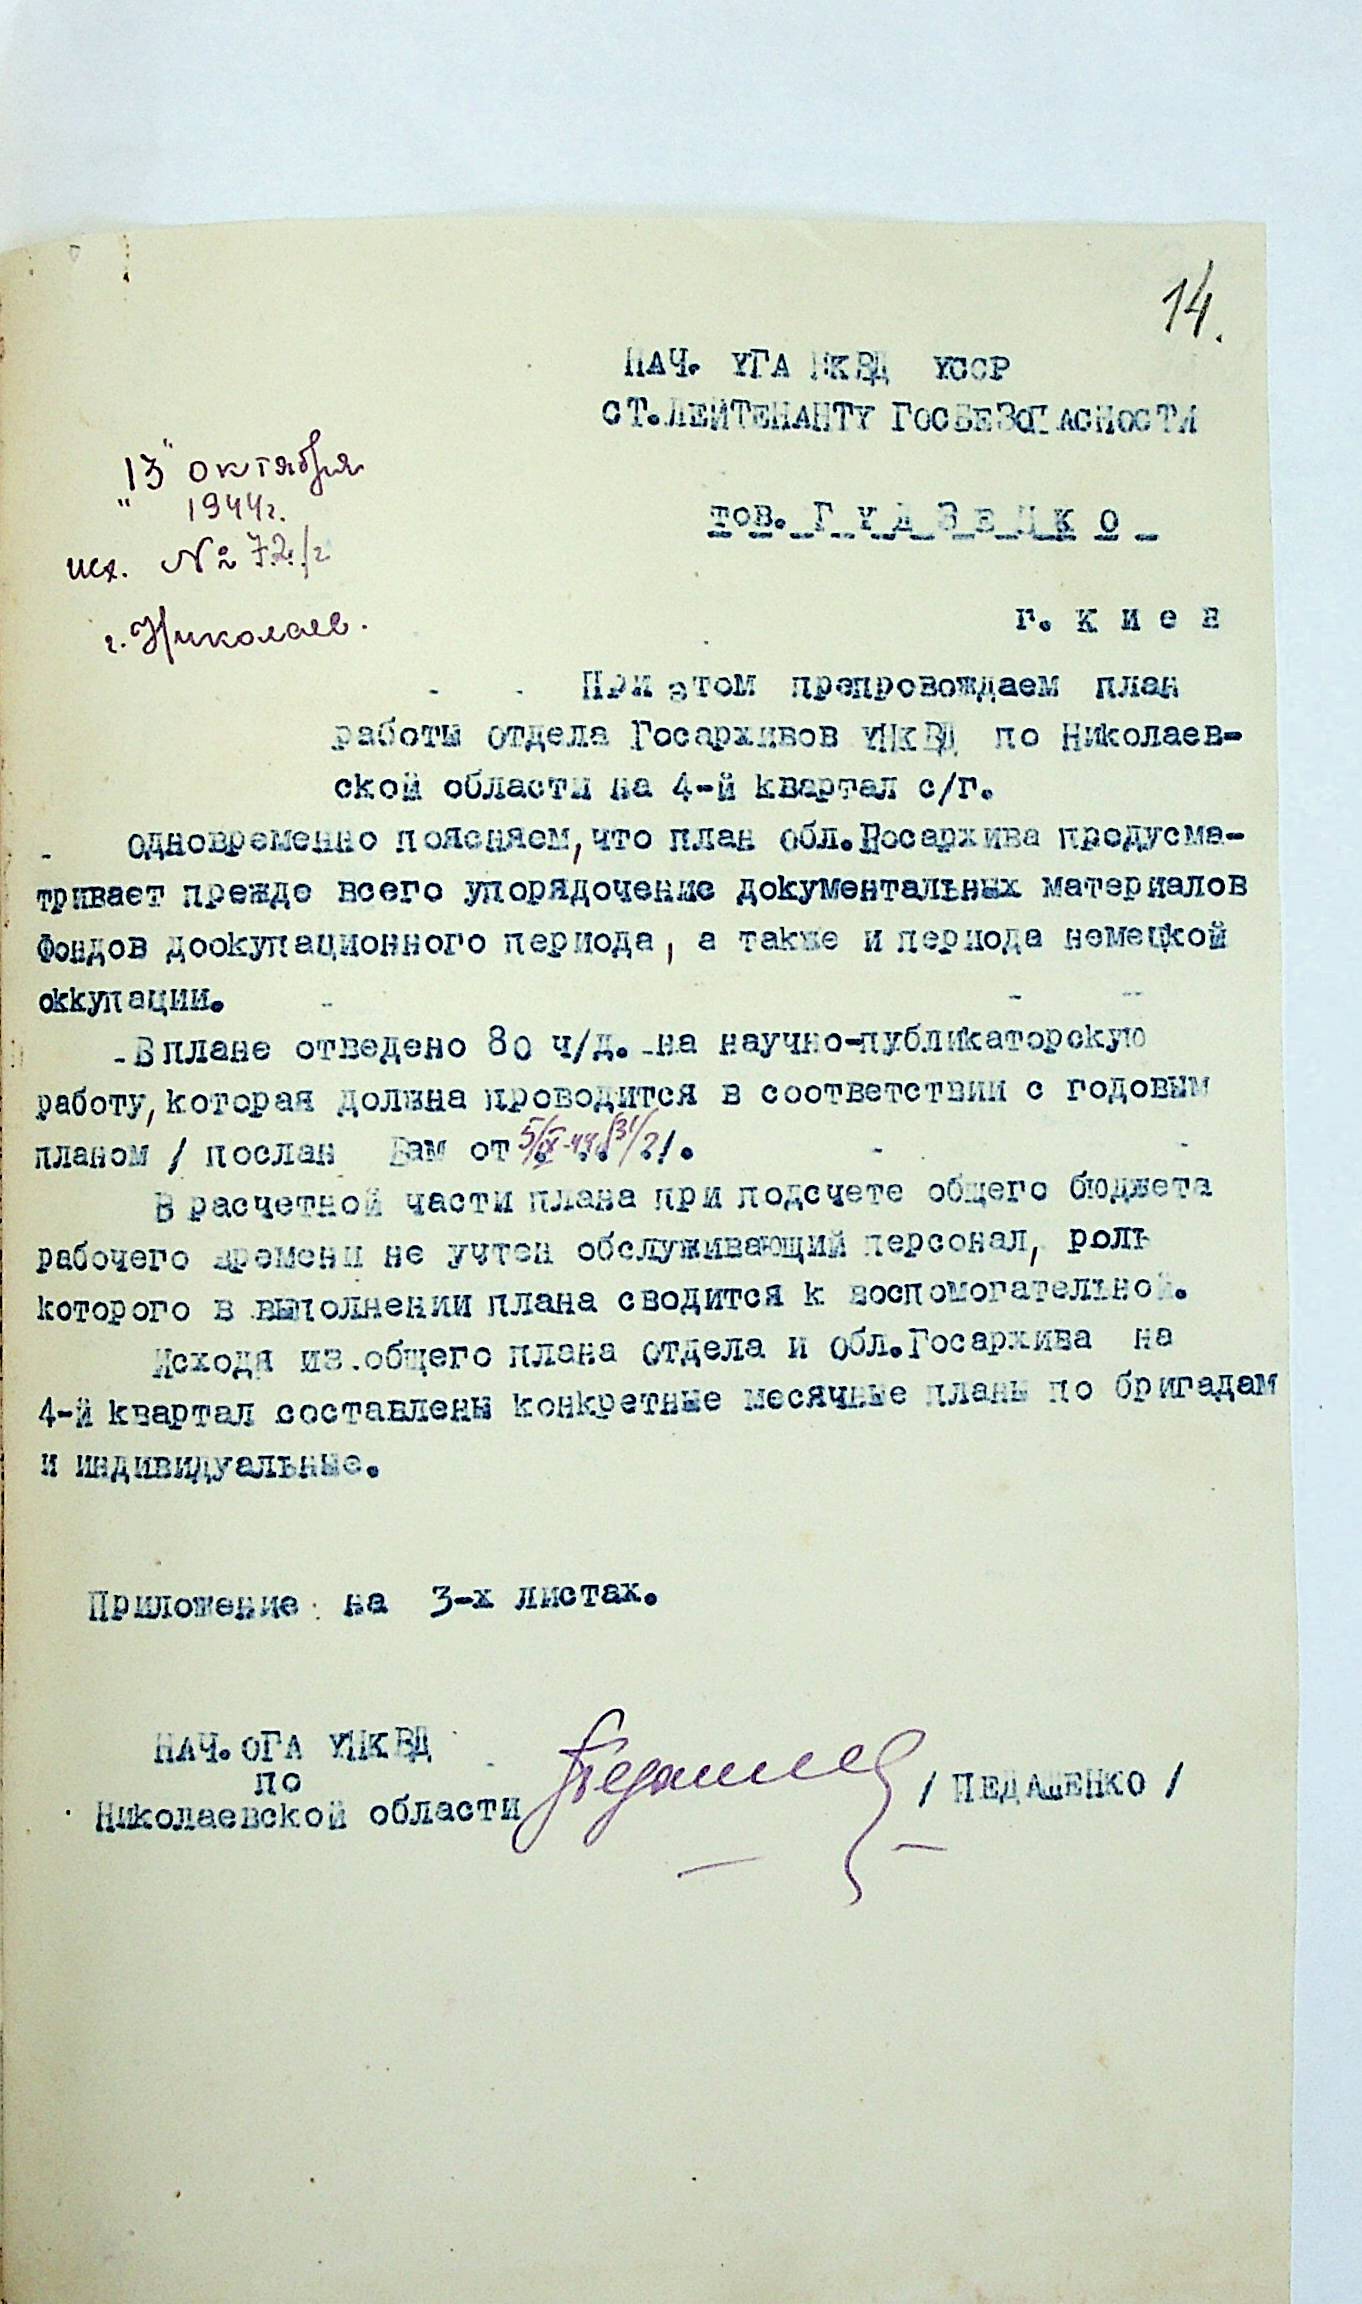 14.
НАЧ. УГА НКВД УССР
СТ.ЛЕЙТЕНАНТУ ГОСБЕЗОПАСНОСТИ
"13" октября
1944г.
исх. № 72/г
г. Николаев.
тов. Г У Д З Е Н К О
г. К и е в
При этом препровождаем план
работы отдела Госархивов УНКВД по Николаев-
ской области на 4-й квартал с/г.
Одновременно поясняем, что план обл.Госархива предусма-
тривает прежде всего упорядочение документальных материалов
фондов дооккупационного периода, а также и периода немецкой
оккупации.
В плане отведено 80 ч/д. на научно-публикаторскую
работу, которая должна проводится в соответствии с годовым
планом / послан Вам от 5/IX-44
В расчетной части плана при подсчете общего бюджета
рабочего времени не учтен обслуживающий персонал, роль
которого в выполнении плана сводится к воспомогательной.
Исходя из общего плана отдела и обл.Госархива на
4-й квартал составлены конкретные месячные планы по бригадам
и индивидуальные.
Приложение: на 3-х листах.
НАЧ. ОГА УНКВД
по
Николаевской области / ПЕДАШЕНКО /